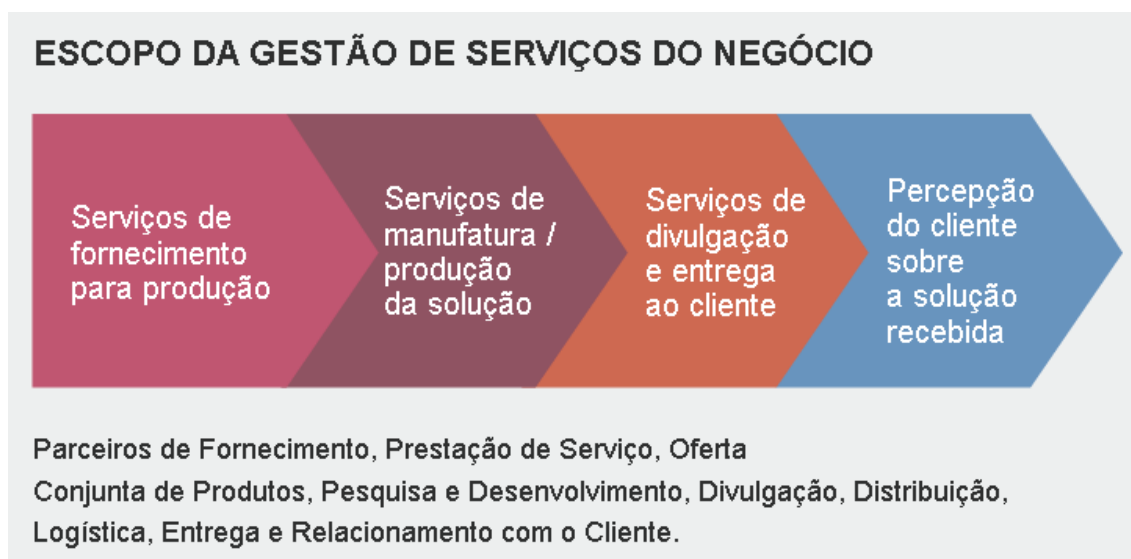 ESCOPO DA GESTÃO DE SERVIÇOS DO NEGÓCIO
Serviços de
fornecimento
para produção
Serviços de
manufatura /
produção
da solução
Serviços de
divulgação
e entrega
ao cliente
Percepção
do cliente
sobre
a solução
recebida
Parceiros de Fornecimento, Prestação de Serviço, Oferta
Conjunta de Produtos, Pesquisa e Desenvolvimento, Divulgação, Distribuição,
Logística, Entrega e Relacionamento com o Cliente.